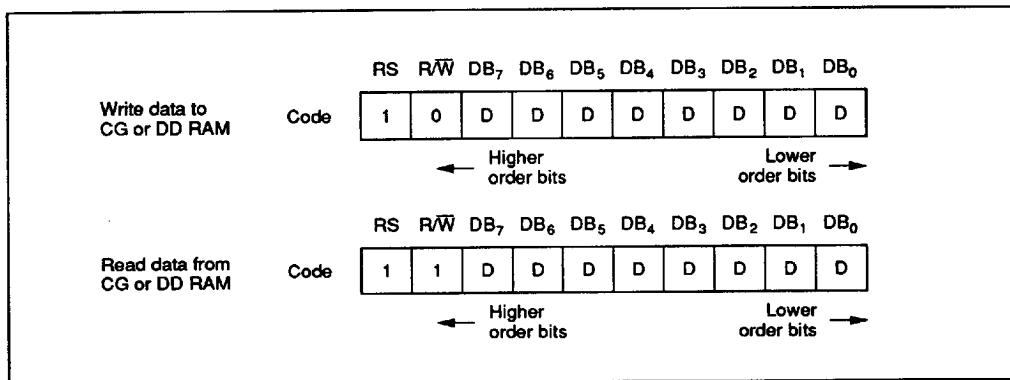 RS R/W̅ DB₇ DB₆ DB₅ DB₄ DB₃ DB₂ DB₁ DB₀
Write data to
CG or DD RAM
Code 1 0 D D D D D D D D
Higher
order bits
Lower
order bits
RS R/W̅ DB₇ DB₆ DB₅ DB₄ DB₃ DB₂ DB₁ DB₀
Read data from
CG or DD RAM
Code 1 1 D D D D D D D D
Higher
order bits
Lower
order bits